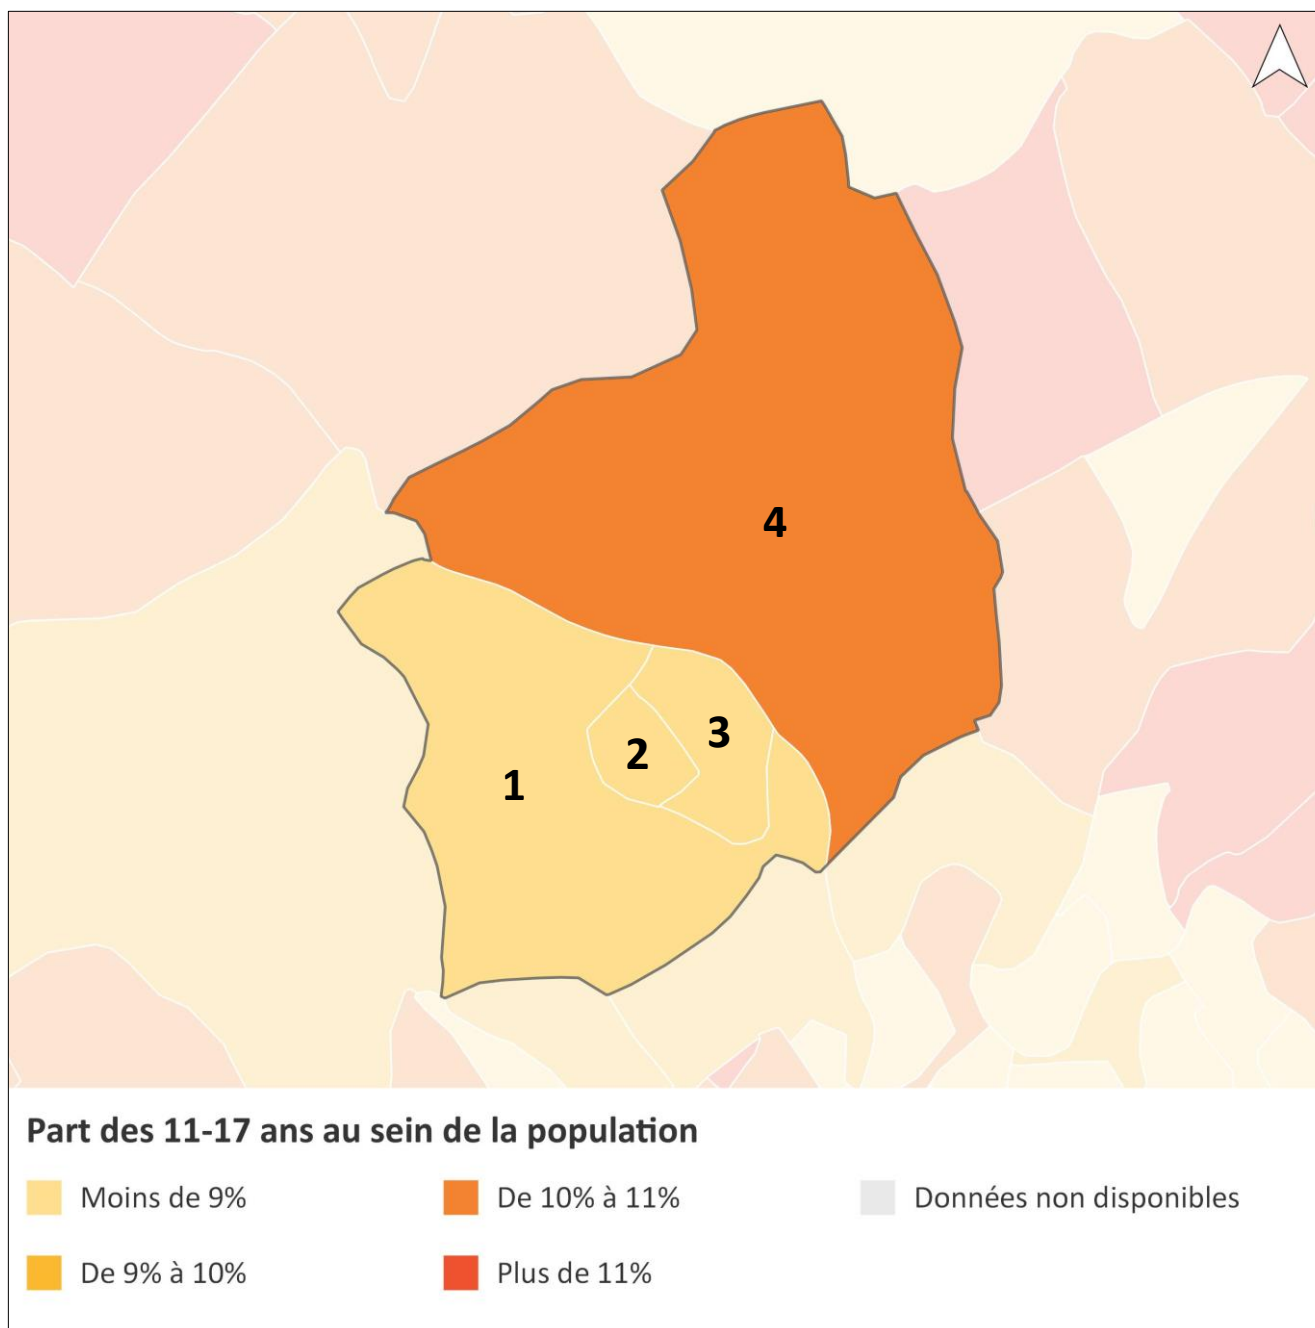 4
3
2
1
Part des 11-17 ans au sein de la population
Moins de 9%
De 10% à 11%
Données non disponibles
De 9% à 10%
Plus de 11%